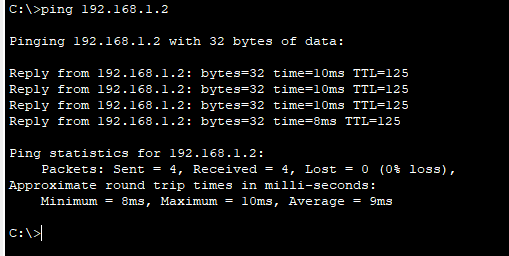 C:\>ping 192.168.1.2
Pinging 192.168.1.2 with 32 bytes of data:
Reply from 192.168.1.2: bytes=32 time=10ms TTL=125
Reply from 192.168.1.2: bytes=32 time=10ms TTL=125
Reply from 192.168.1.2: bytes=32 time=10ms TTL=125
Reply from 192.168.1.2: bytes=32 time=8ms TTL=125
Ping statistics for 192.168.1.2:
    Packets: Sent = 4, Received = 4, Lost = 0 (0% loss),
Approximate round trip times in milli-seconds:
    Minimum = 8ms, Maximum = 10ms, Average = 9ms
C:\>